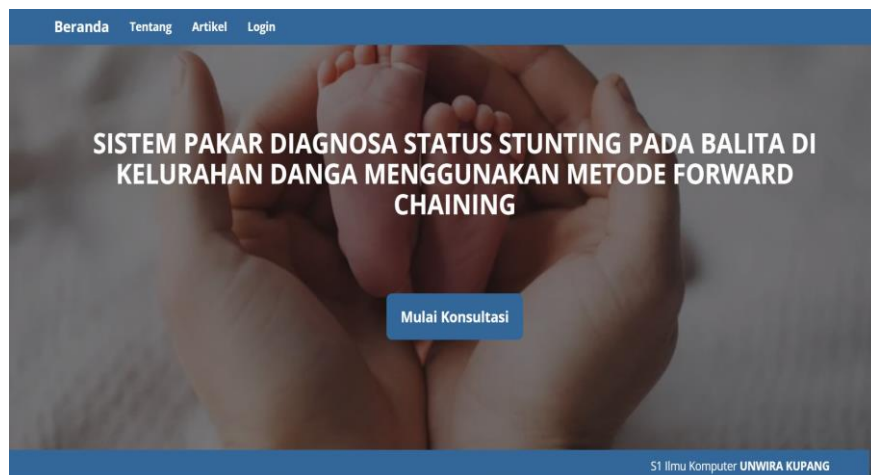 Beranda Tentang Artikel Login
SISTEM PAKAR DIAGNOSA STATUS STUNTING PADA BALITA DI
KELURAHAN DANGA MENGGUNAKAN METODE FORWARD
CHAINING
Mulai Konsultasi
S1 Ilmu Komputer UNWIRA KUPANG